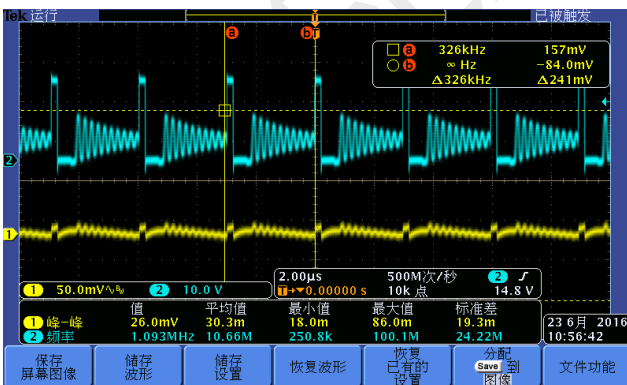 Tek 运行 已被触发
a b T
a 326kHz 157mV
b ∞ Hz −84.0mV
Δ326kHz Δ241mV
2
1
1 50.0mV∿BW 2 10.0 V
2.00μs 500M次/秒 2 ʃ
T→▼0.00000 s 10k 点 14.8 V
值 平均值 最小值 最大值 标准差
1 峰−峰 26.0mV 30.3m 18.0m 86.0m 19.3m
2 频率 1.093MHz 10.66M 250.8k 100.1M 24.22M
23 6月 2016
10:56:42
保存
屏幕图像
储存
波形
储存
设置
恢复波形
恢复
已有的
设置
分配
Save 到
图像
文件功能